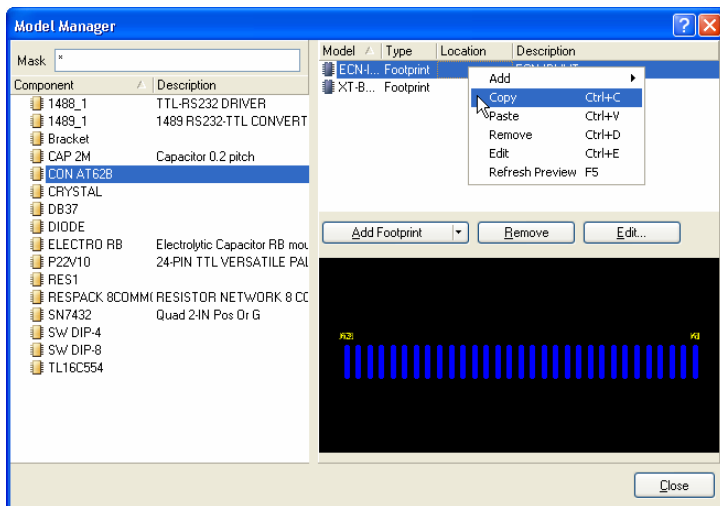 Model Manager
Mask *
Component Description
1488_1 TTL-RS232 DRIVER
1489_1 1489 RS232-TTL CONVERT
Bracket
CAP 2M Capacitor 0.2 pitch
CON AT62B
CRYSTAL
DB37
DIODE
ELECTRO RB Electrolytic Capacitor RB mou
P22V10 24-PIN TTL VERSATILE PAL
RES1
RESPACK 8COMM( RESISTOR NETWORK 8 CC
SN7432 Quad 2-IN Pos Or G
SW DIP-4
SW DIP-8
TL16C554
Model Type Location Description
ECN-I... Footprint
XT-B... Footprint
Add
Copy Ctrl+C
Paste Ctrl+V
Remove Ctrl+D
Edit Ctrl+E
Refresh Preview F5
Add Footprint Remove Edit...
Close